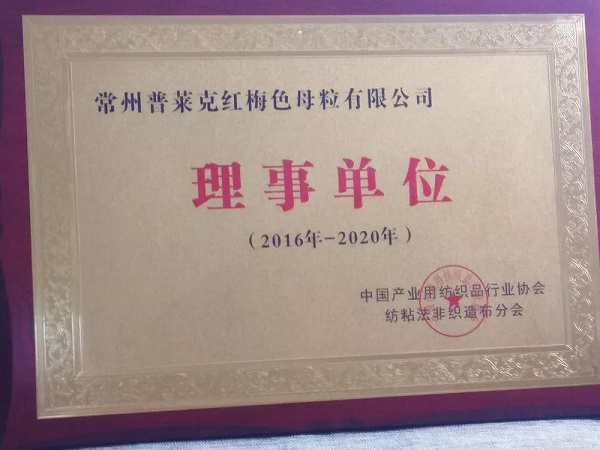 常州普莱克红梅色母粒有限公司
理事单位
（2016年-2020年）
中国产业用纺织品行业协会
纺粘法非织造布分会